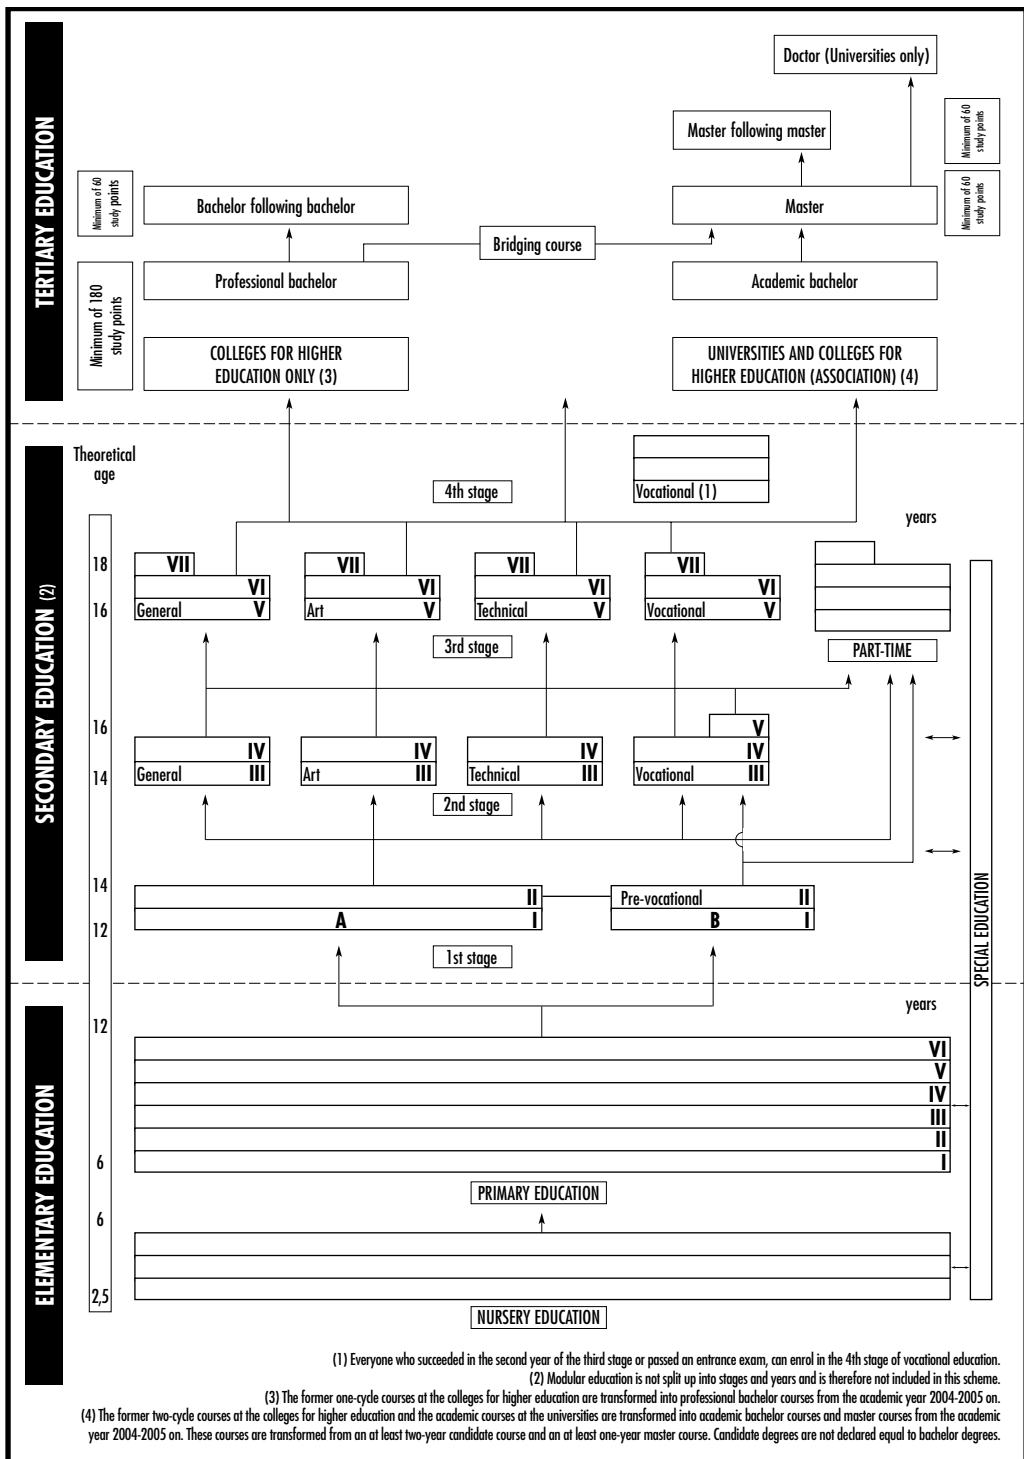 TERTIARY EDUCATION
Doctor (Universities only)
Minimum of 60
study points
Master following master
Minimum of 60
study points
Bachelor following bachelor
Master
Minimum of 60
study points
Bridging course
Professional bachelor
Academic bachelor
Minimum of 180
study points
COLLEGES FOR HIGHER
EDUCATION ONLY (3)
UNIVERSITIES AND COLLEGES FOR
HIGHER EDUCATION (ASSOCIATION) (4)
SECONDARY EDUCATION (2)
Theoretical
age
4th stage
Vocational (1)
years
18
VII
VII
VII
VII
VI
VI
VI
VI
16
General V
Art V
Technical V
Vocational V
3rd stage
PART-TIME
16
V
IV
IV
IV
IV
14
General III
Art III
Technical III
Vocational III
2nd stage
14
II
Pre-vocational II
12
A I
B I
1st stage
SPECIAL EDUCATION
ELEMENTARY EDUCATION
years
12
VI
V
IV
III
II
6
I
PRIMARY EDUCATION
6
2,5
NURSERY EDUCATION
(1) Everyone who succeeded in the second year of the third stage or passed an entrance exam, can enrol in the 4th stage of vocational education.
(2) Modular education is not split up into stages and years and is therefore not included in this scheme.
(3) The former one-cycle courses at the colleges for higher education are transformed into professional bachelor courses from the academic year 2004-2005 on.
(4) The former two-cycle courses at the colleges for higher education and the academic courses at the universities are transformed into academic bachelor courses and master courses from the academic
year 2004-2005 on. These courses are transformed from an at least two-year candidate course and an at least one-year master course. Candidate degrees are not declared equal to bachelor degrees.